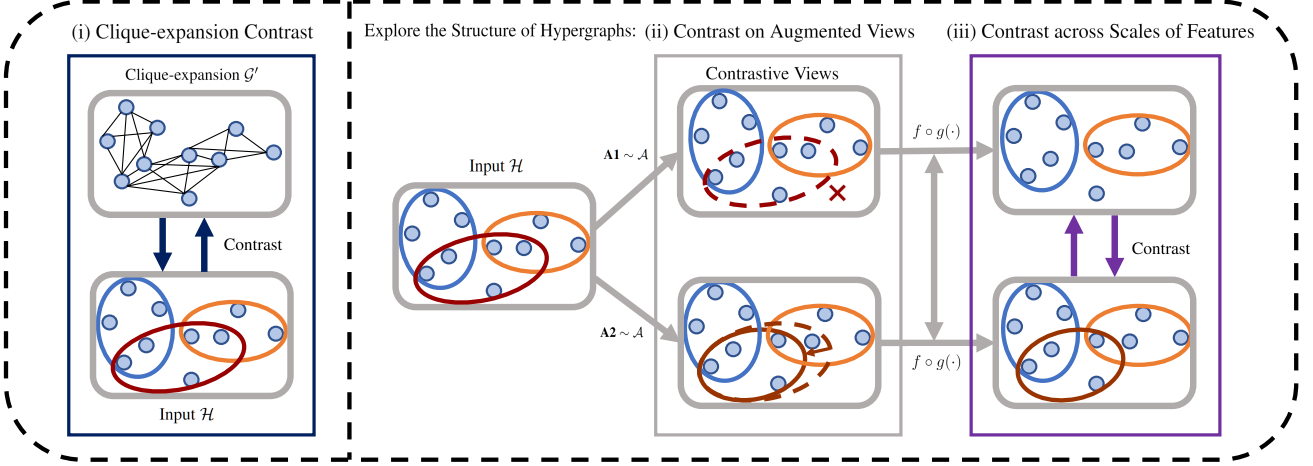 (i) Clique-expansion Contrast
Clique-expansion 𝒢′
Contrast
Input ℋ
Explore the Structure of Hypergraphs: (ii) Contrast on Augmented Views (iii) Contrast across Scales of Features
Input ℋ
A1 ∼ 𝒜
A2 ∼ 𝒜
Contrastive Views
f ∘ g(·)
f ∘ g(·)
Contrast